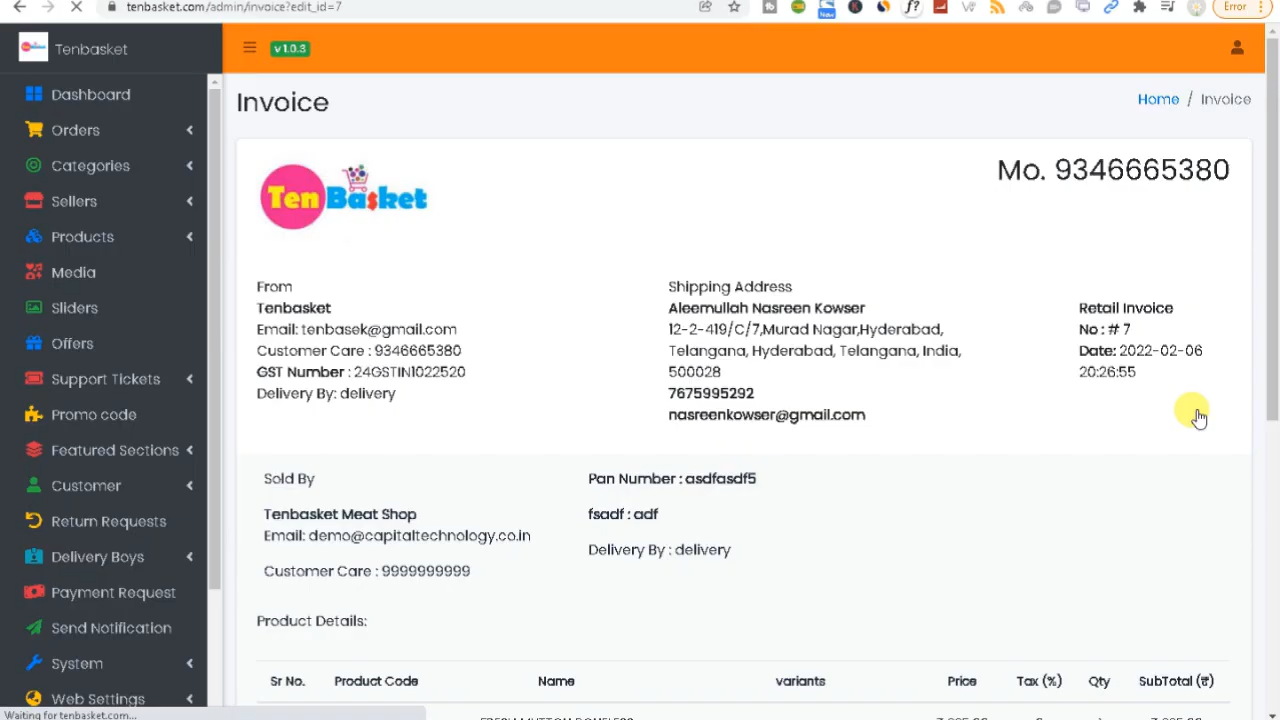 tenbasket.com/admin/invoice?edit_id=7
New
f?
Error
Tenbasket
v1.0.3
Dashboard
Orders
Categories
Sellers
Products
Media
Sliders
Offers
Support Tickets
Promo code
Featured Sections
Customer
Return Requests
Delivery Boys
Payment Request
Send Notification
System
Web Settings
Waiting for tenbasket.com...
Invoice
Home / Invoice
Ten Basket
Mo. 9346665380
From
Tenbasket
Email: tenbasek@gmail.com
Customer Care : 9346665380
GST Number : 24GSTIN1022520
Delivery By: delivery
Shipping Address
Aleemullah Nasreen Kowser
12-2-419/C/7,Murad Nagar,Hyderabad,
Telangana, Hyderabad, Telangana, India,
500028
7675995292
nasreenkowser@gmail.com
Retail Invoice
No : # 7
Date: 2022-02-06
20:26:55
Sold By
Tenbasket Meat Shop
Email: demo@capitaltechnology.co.in
Customer Care : 9999999999
Pan Number : asdfasdf5
fsadf : adf
Delivery By : delivery
Product Details:
Sr No. Product Code Name variants Price Tax (%) Qty SubTotal (₹)